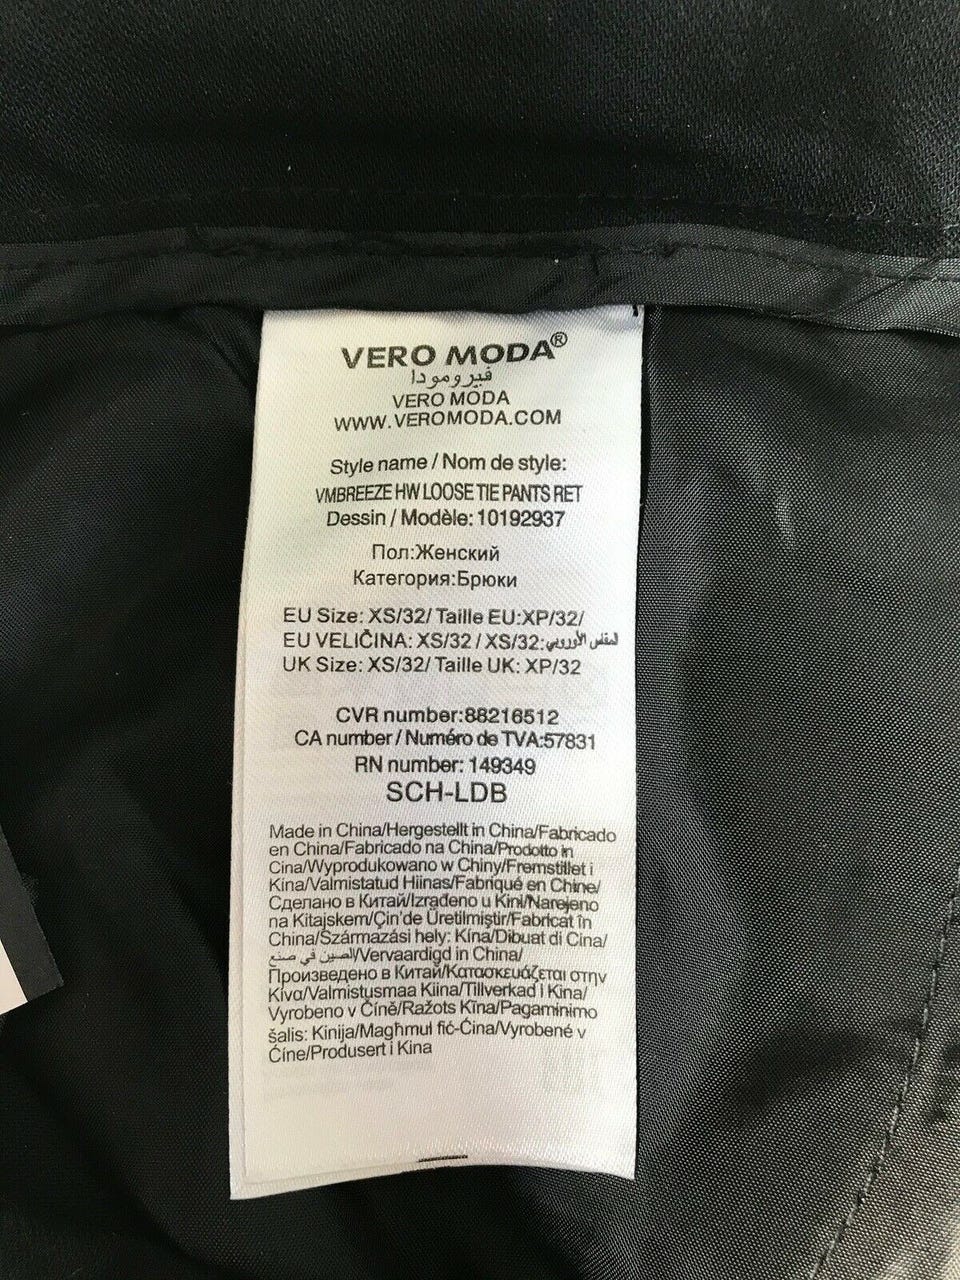 VERO MODA®
فيرومودا
VERO MODA
WWW.VEROMODA.COM
Style name / Nom de style:
VMBREEZE HW LOOSE TIE PANTS RET
Dessin / Modèle: 10192937
Пол:Женский
Категория:Брюки
EU Size: XS/32/ Taille EU:XP/32/
EU VELIČINA: XS/32 / XS/32:المقاس الأوروبي
UK Size: XS/32/ Taille UK: XP/32
CVR number:88216512
CA number / Numéro de TVA:57831
RN number: 149349
SCH-LDB
Made in China/Hergestellt in China/Fabricado
en China/Fabricado na China/Prodotto in
Cina/Wyprodukowano w Chiny/Fremstillet i
Kina/Valmistatud Hiinas/Fabriqué en Chine/
Сделано в Китай/Izrađeno u Kini/Narejeno
na Kitajskem/Çin'de Üretilmiştir/Fabricat în
China/Származási hely: Kína/Dibuat di Cina/
الصين في صنع/Vervaardigd in China/
Произведено в Китай/Κατασκευάζεται στην
Κίνα/Valmistusmaa Kiina/Tillverkad i Kina/
Vyrobeno v Číně/Ražots Ķīna/Pagaminimo
šalis: Kinija/Magħmul fiċ-Ċina/Vyrobené v
Číne/Produsert i Kina